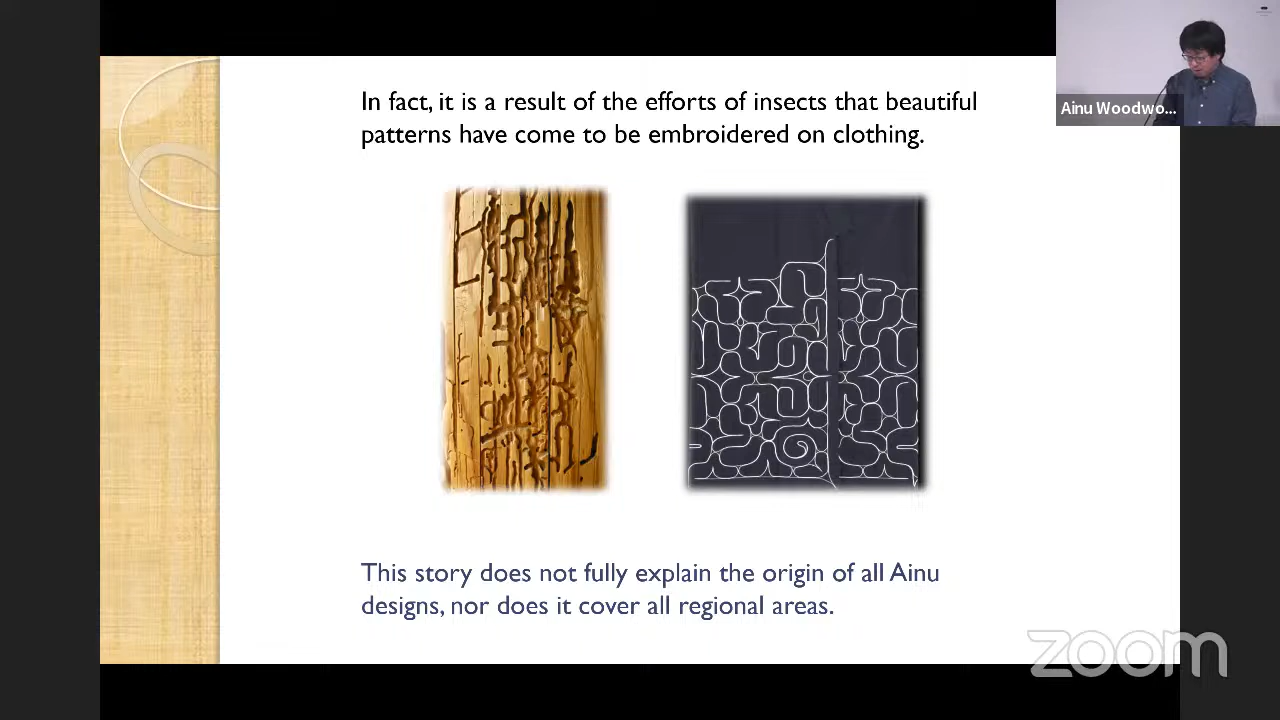 In fact, it is a result of the efforts of insects that beautiful
patterns have come to be embroidered on clothing.
Ainu Woodwo...
This story does not fully explain the origin of all Ainu
designs, nor does it cover all regional areas.
zoom